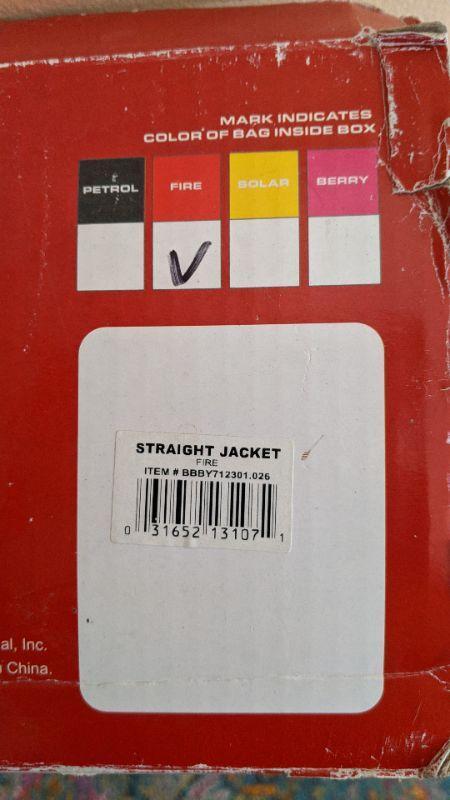 MARK INDICATES
COLOR OF BAG INSIDE BOX
PETROL FIRE SOLAR BERRY
STRAIGHT JACKET
FIRE
ITEM # BBBY712301.026
0 31652 13107 1
al, Inc.
China.